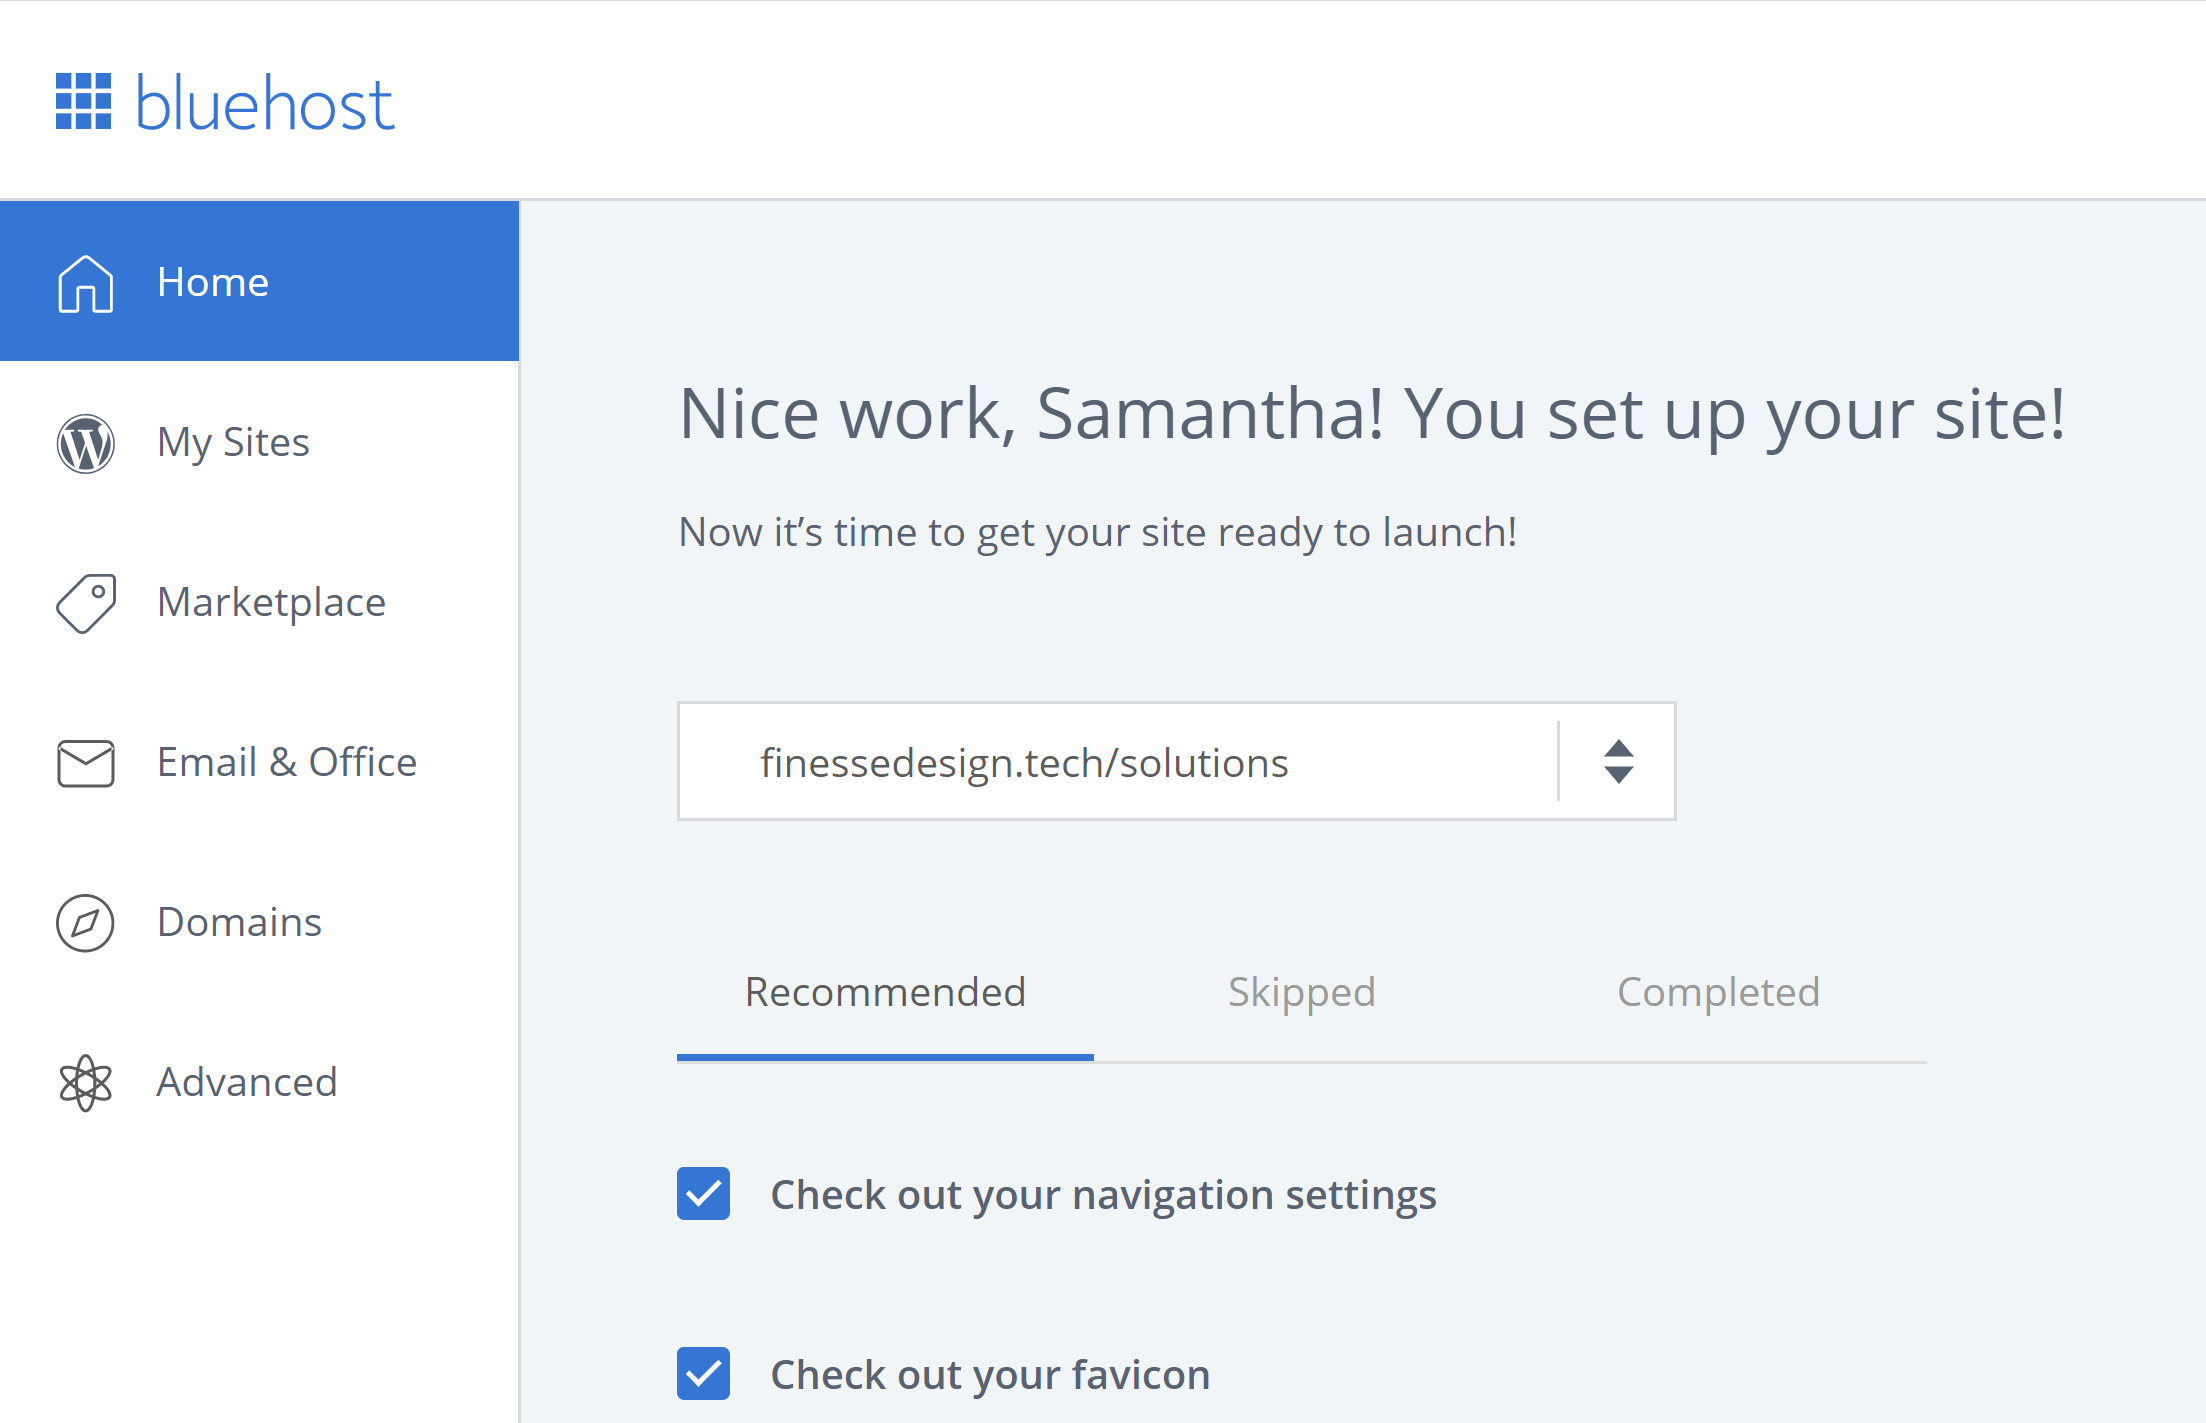 bluehost
Home
My Sites
Marketplace
Email & Office
Domains
Advanced
Nice work, Samantha! You set up your site!
Now it’s time to get your site ready to launch!
finessedesign.tech/solutions
Recommended Skipped Completed
Check out your navigation settings
Check out your favicon